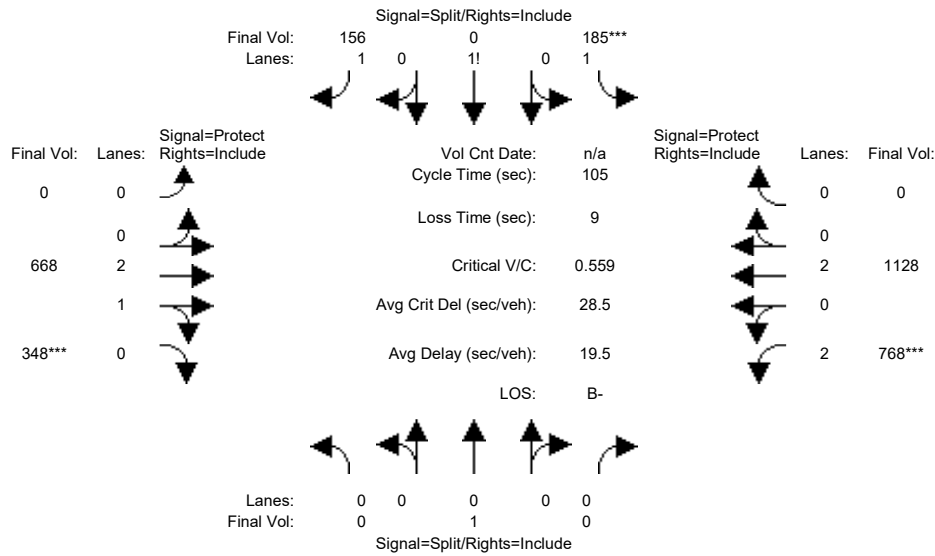 Signal=Split/Rights=Include
Final Vol: 156 0 185***
Lanes: 1 0 1! 0 1
Signal=Protect Signal=Protect
Final Vol: Lanes: Rights=Include Vol Cnt Date: n/a Rights=Include Lanes: Final Vol:
Cycle Time (sec): 105
0 0 0 0
Loss Time (sec): 9
0 0
668 2 Critical V/C: 0.559 2 1128
1 Avg Crit Del (sec/veh): 28.5 0
348*** 0 Avg Delay (sec/veh): 19.5 2 768***
LOS: B-
Lanes: 0 0 0 0 0
Final Vol: 0 1 0
Signal=Split/Rights=Include